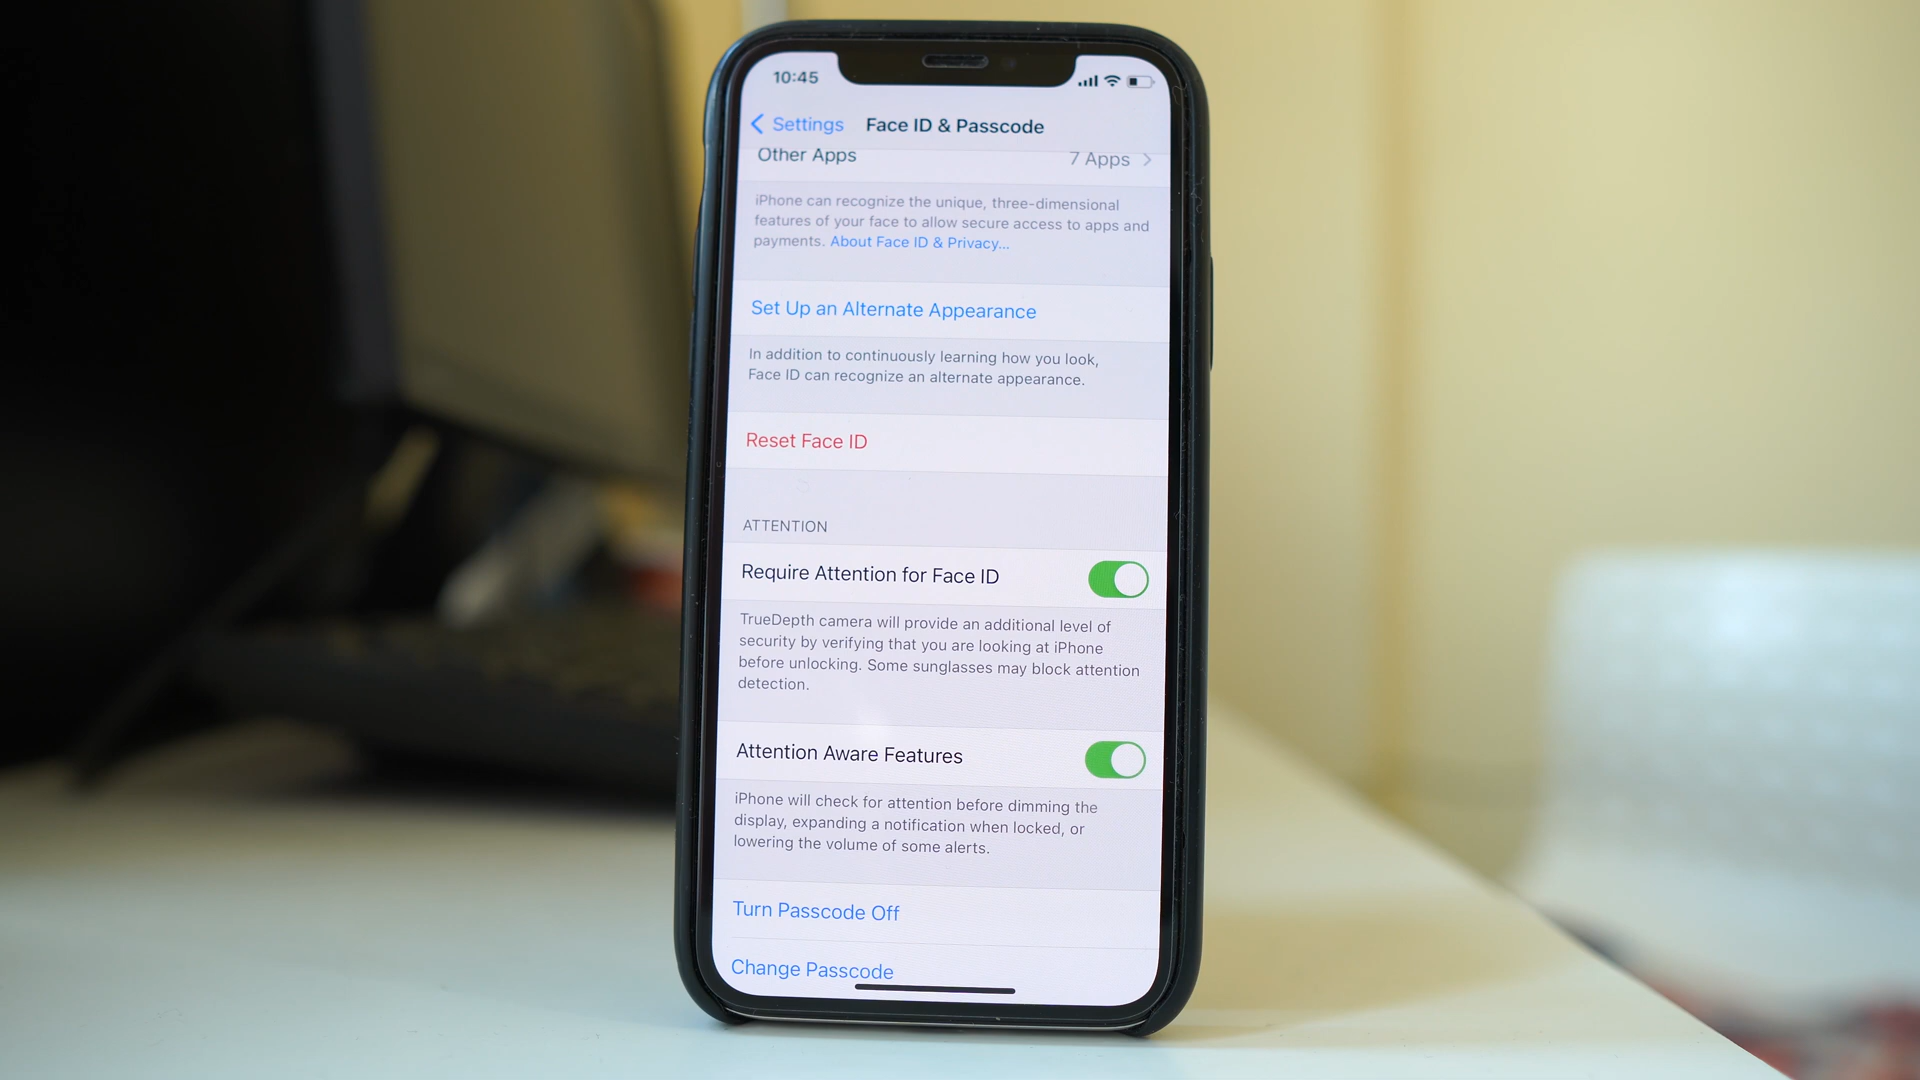 10:45
Settings Face ID & Passcode
Other Apps 7 Apps
iPhone can recognize the unique, three-dimensional
features of your face to allow secure access to apps and
payments. About Face ID & Privacy...
Set Up an Alternate Appearance
In addition to continuously learning how you look,
Face ID can recognize an alternate appearance.
Reset Face ID
ATTENTION
Require Attention for Face ID
TrueDepth camera will provide an additional level of
security by verifying that you are looking at iPhone
before unlocking. Some sunglasses may block attention
detection.
Attention Aware Features
iPhone will check for attention before dimming the
display, expanding a notification when locked, or
lowering the volume of some alerts.
Turn Passcode Off
Change Passcode